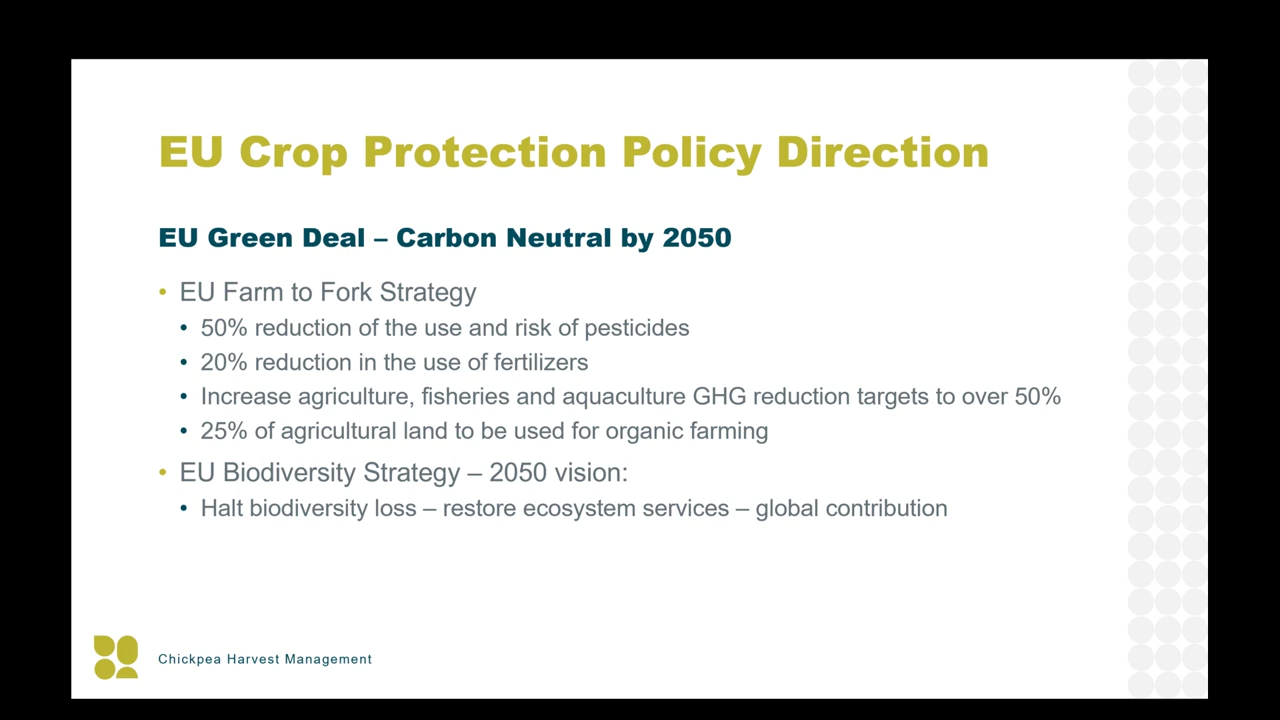 EU Crop Protection Policy Direction
EU Green Deal – Carbon Neutral by 2050
• EU Farm to Fork Strategy
• 50% reduction of the use and risk of pesticides
• 20% reduction in the use of fertilizers
• Increase agriculture, fisheries and aquaculture GHG reduction targets to over 50%
• 25% of agricultural land to be used for organic farming
• EU Biodiversity Strategy – 2050 vision:
• Halt biodiversity loss – restore ecosystem services – global contribution
Chickpea Harvest Management